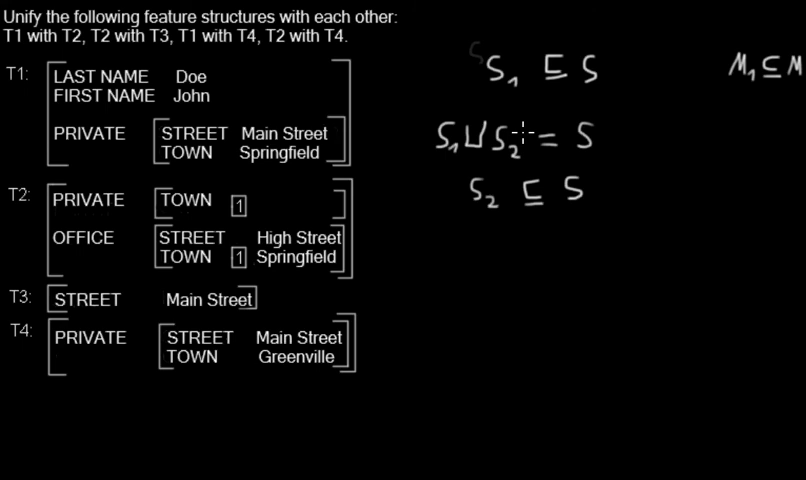 Unify the following feature structures with each other:
T1 with T2, T2 with T3, T1 with T4, T2 with T4.
T1: LAST NAME Doe
FIRST NAME John
PRIVATE STREET Main Street
TOWN Springfield
T2: PRIVATE TOWN 1
OFFICE STREET High Street
TOWN 1 Springfield
T3: STREET Main Street
T4: PRIVATE STREET Main Street
TOWN Greenville
S₁ ⊑ S
M₁ ⊆ M
S₁ ⊔ S₂ = S
S₂ ⊑ S